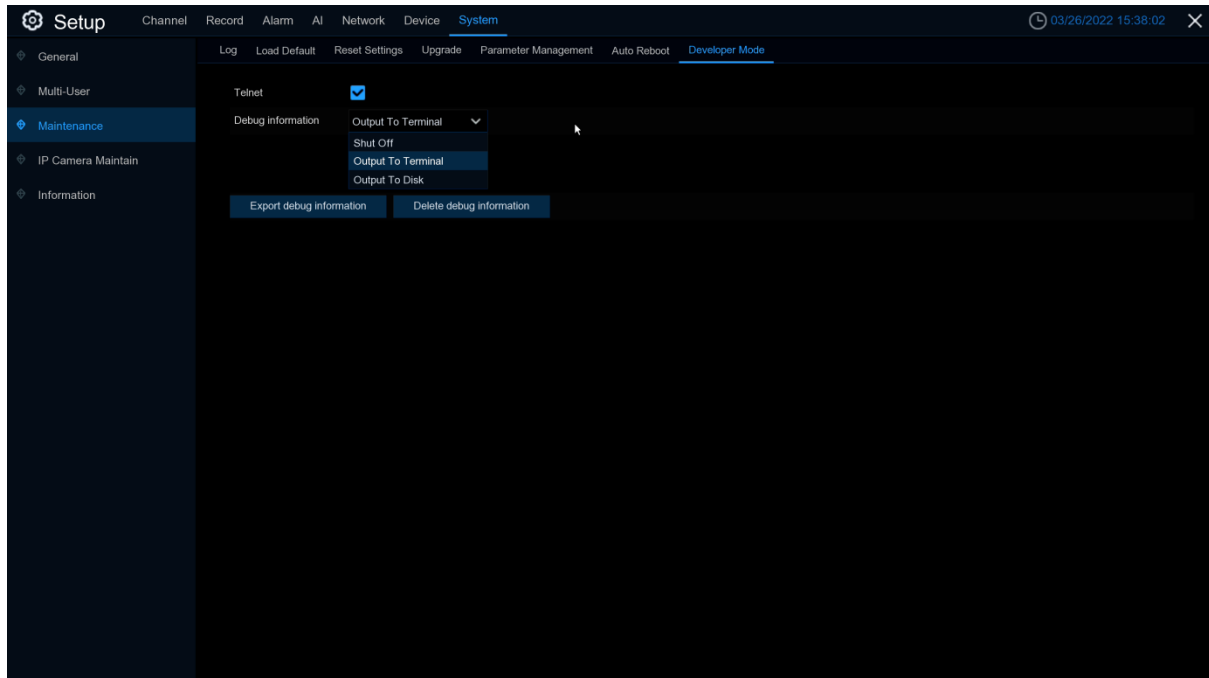 Setup Channel Record Alarm AI Network Device System 03/26/2022 15:38:02
General
Multi-User
Maintenance
IP Camera Maintain
Information
Log Load Default Reset Settings Upgrade Parameter Management Auto Reboot Developer Mode
Telnet
Debug information Output To Terminal
Shut Off
Output To Terminal
Output To Disk
Export debug information Delete debug information